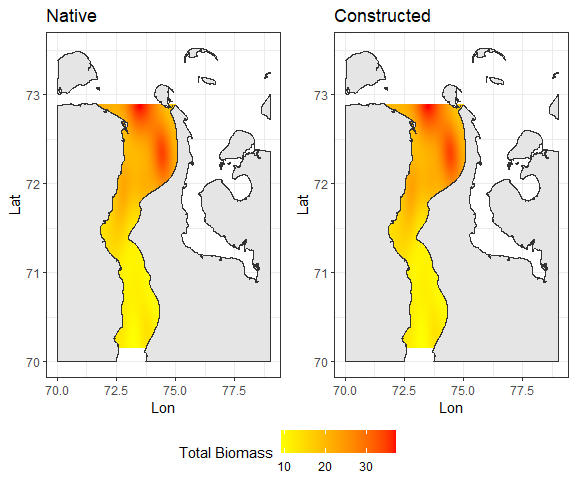 Native
Constructed
73
72
71
70
Lat
70.0
72.5
75.0
77.5
Lon
73
72
71
70
Lat
70.0
72.5
75.0
77.5
Lon
Total Biomass
10
20
30